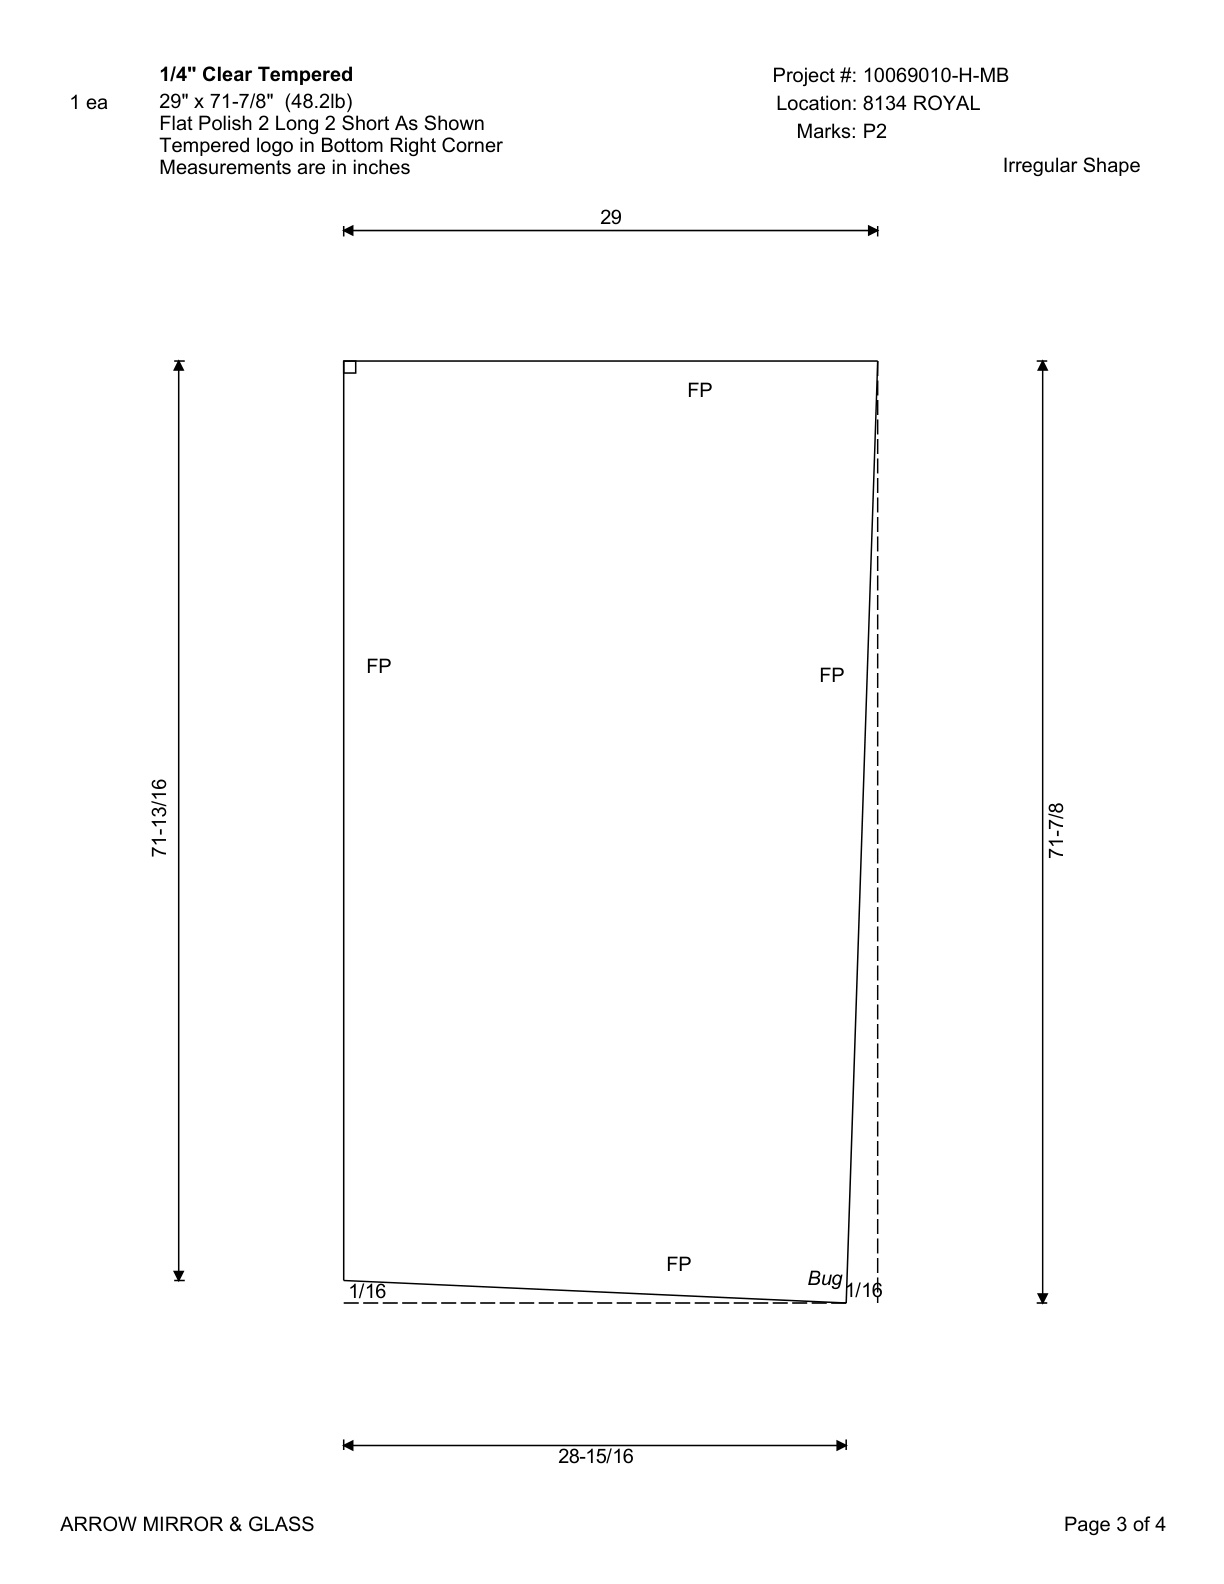 1/4" Clear Tempered
1 ea
29" x 71-7/8"  (48.2lb)
Flat Polish 2 Long 2 Short As Shown
Tempered logo in Bottom Right Corner
Measurements are in inches
Project #: 10069010-H-MB
Location: 8134 ROYAL
Marks: P2
Irregular Shape
29
FP
FP
FP
71-13/16
71-7/8
FP
Bug
1/16
1/16
28-15/16
ARROW MIRROR & GLASS
Page 3 of 4